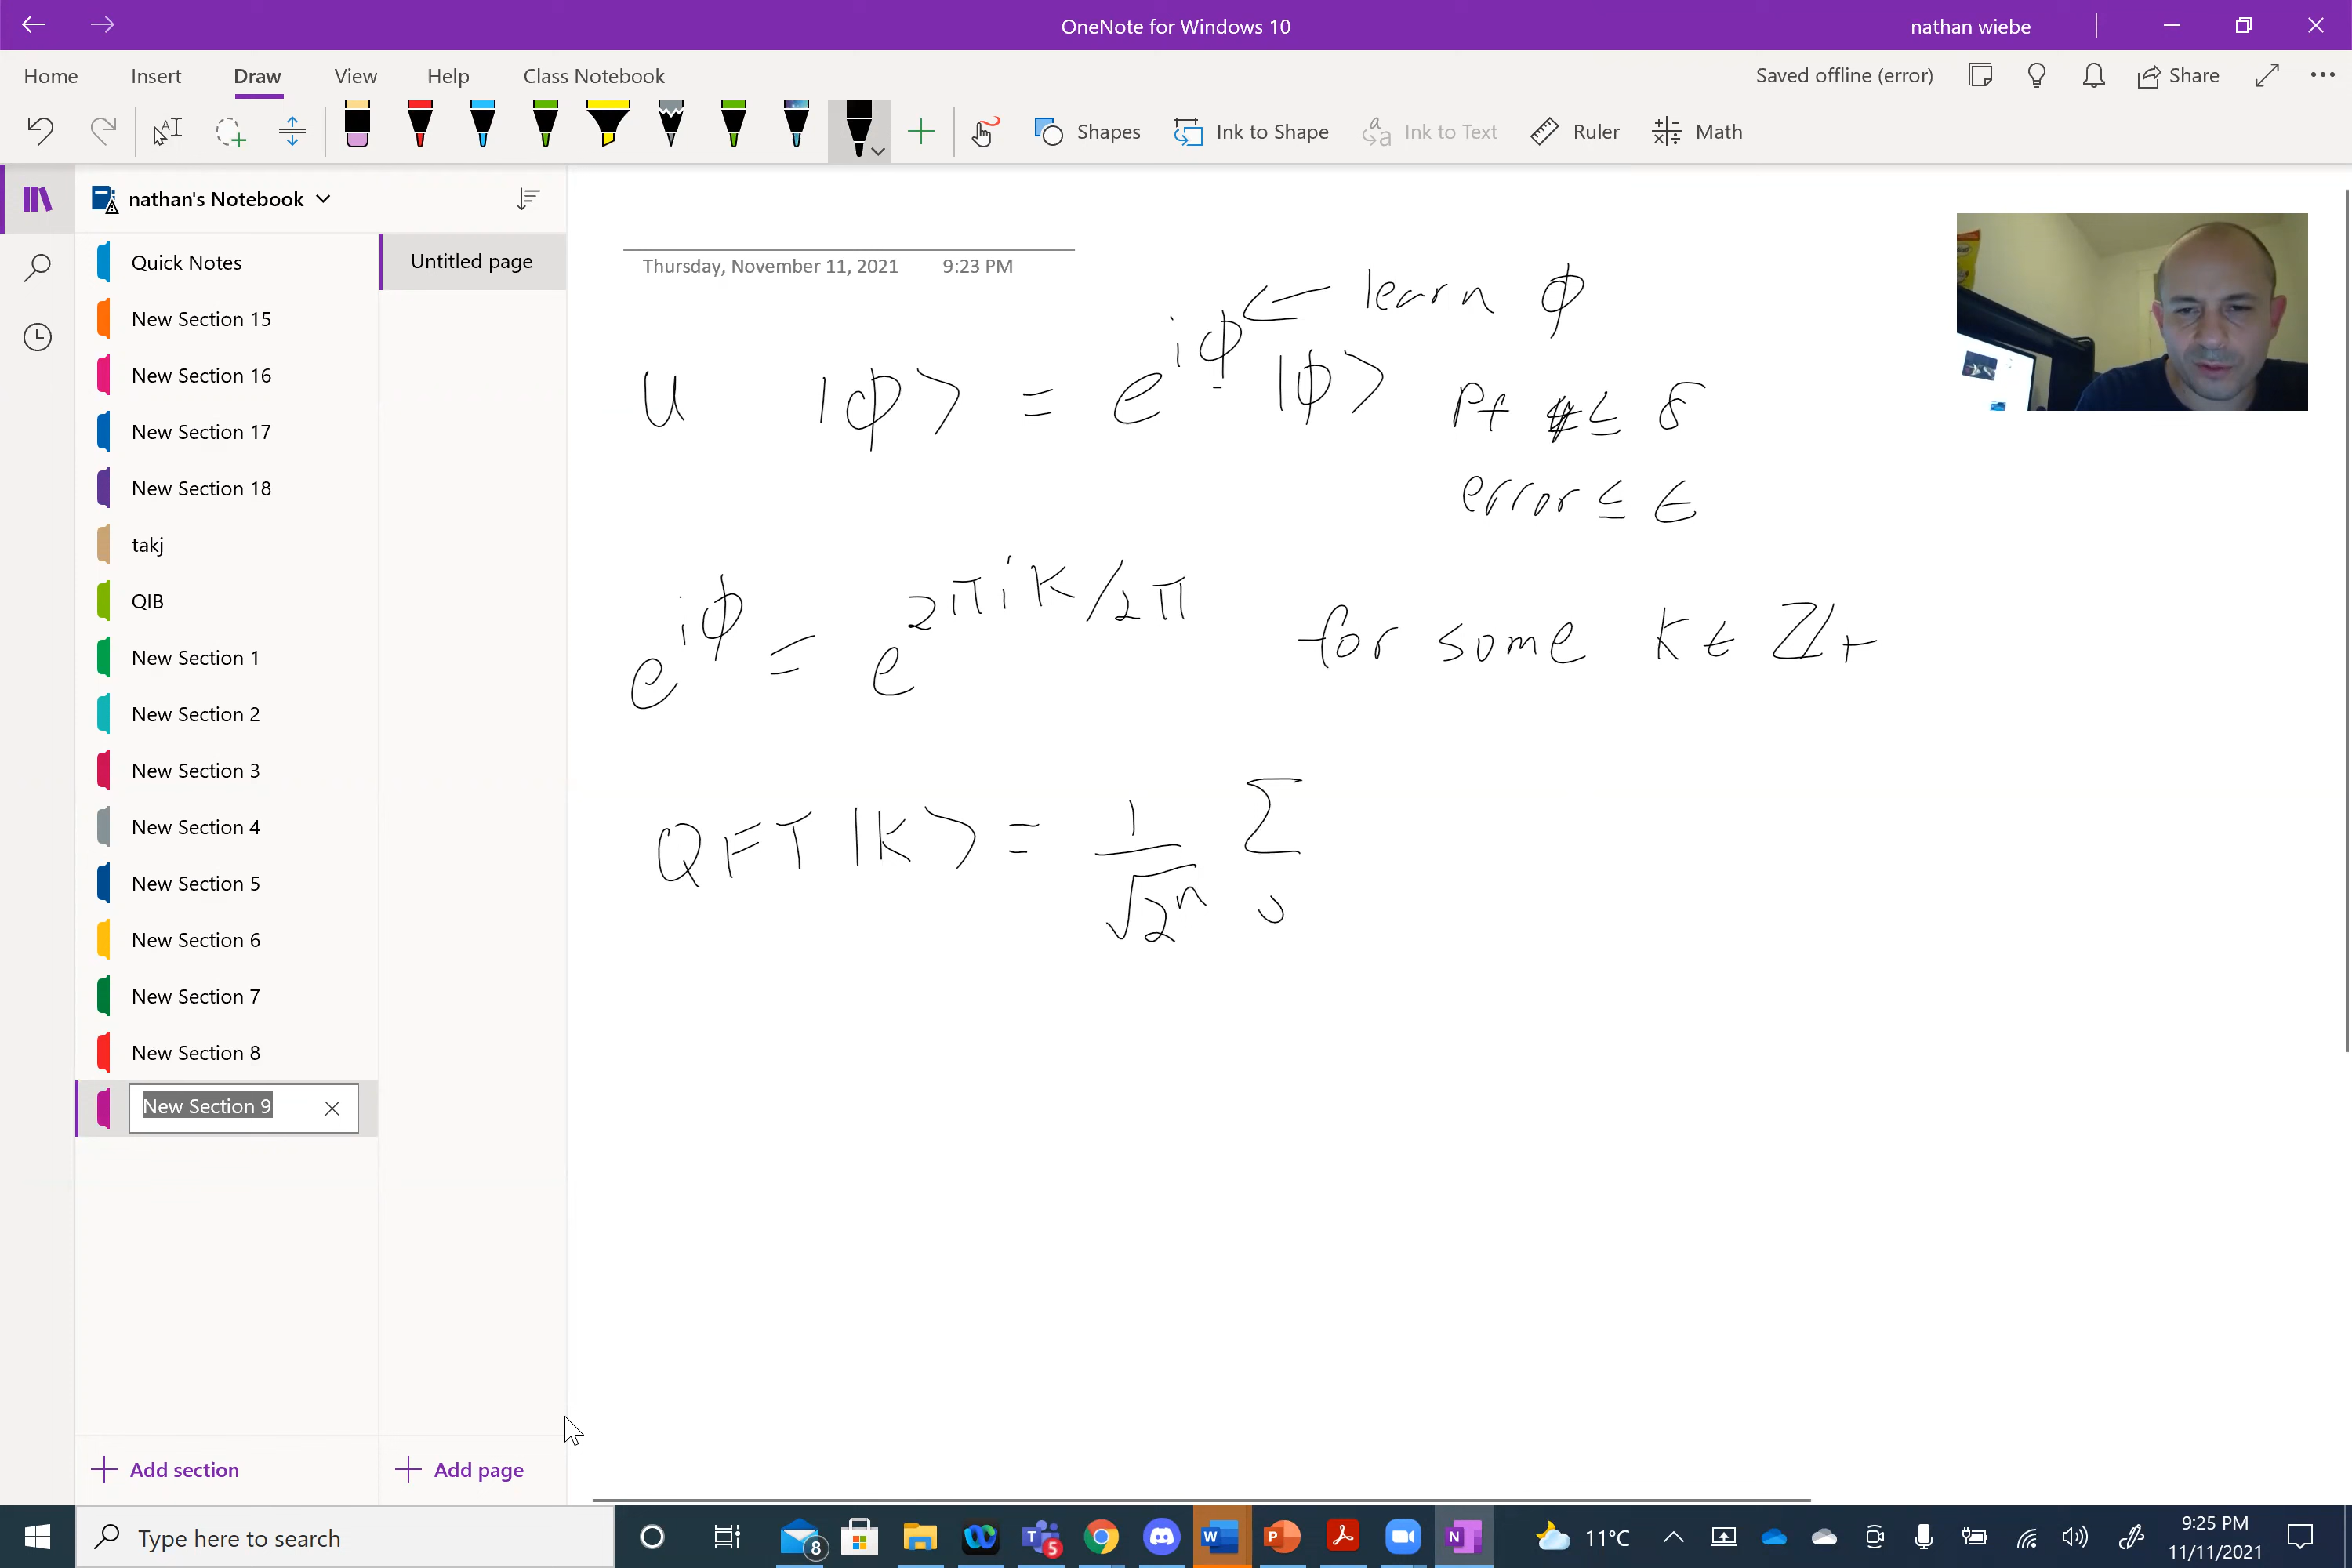 OneNote for Windows 10
nathan wiebe
Home Insert Draw View Help Class Notebook
Saved offline (error) Share
Shapes Ink to Shape Ink to Text Ruler Math
nathan's Notebook
Quick Notes
New Section 15
New Section 16
New Section 17
New Section 18
takj
QIB
New Section 1
New Section 2
New Section 3
New Section 4
New Section 5
New Section 6
New Section 7
New Section 8
New Section 9
Add section
Untitled page
Add page
Thursday, November 11, 2021 9:23 PM
← learn ϕ
U |ϕ> = e^{iϕ} |ϕ>
Pf ≤ δ
error ≤ ε
e^{iϕ} = e^{2πik/2π} for some k ∈ ℤ+
QFT |k> = 1/√2^n Σ
Type here to search
8
5
11°C
9:25 PM
11/11/2021